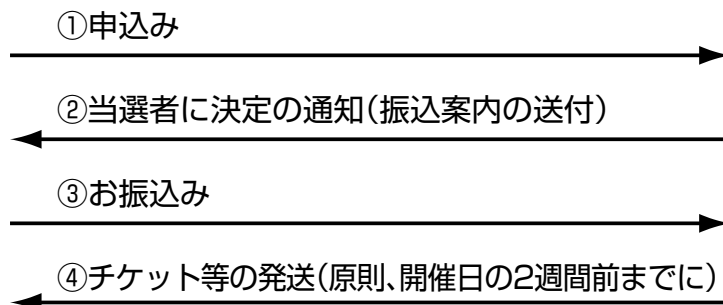 ①申込み
②当選者に決定の通知(振込案内の送付)
③お振込み
④チケット等の発送(原則、開催日の2週間前までに)